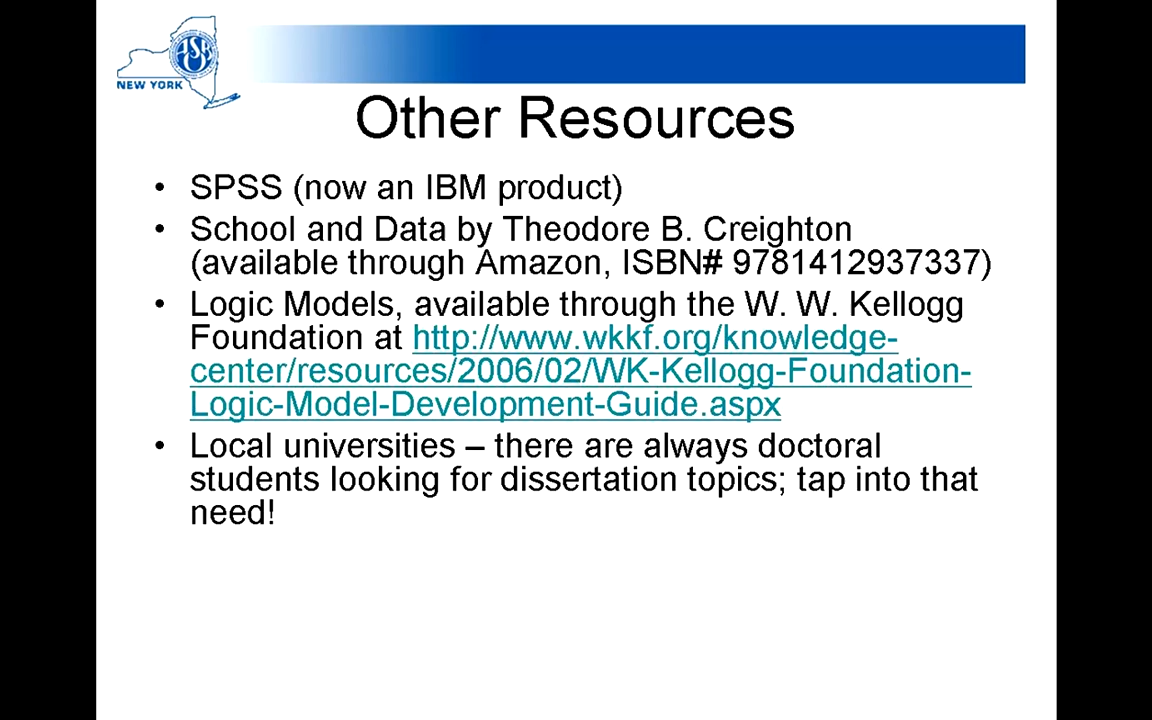 ASBO
NEW YORK
Other Resources
• SPSS (now an IBM product)
• School and Data by Theodore B. Creighton
(available through Amazon, ISBN# 9781412937337)
• Logic Models, available through the W. W. Kellogg
Foundation at http://www.wkkf.org/knowledge-
center/resources/2006/02/WK-Kellogg-Foundation-
Logic-Model-Development-Guide.aspx
• Local universities – there are always doctoral
students looking for dissertation topics; tap into that
need!